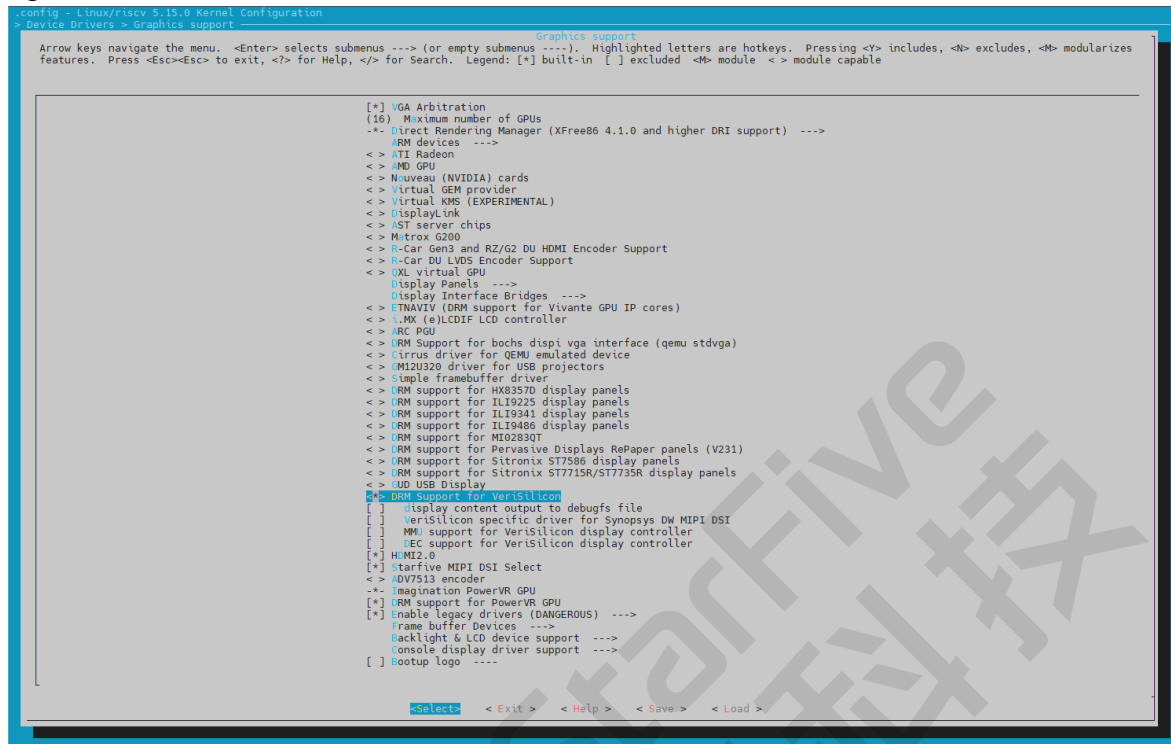 .config - Linux/riscv 5.15.0 Kernel Configuration
> Device Drivers > Graphics support
Graphics support
Arrow keys navigate the menu. <Enter> selects submenus ---> (or empty submenus ----). Highlighted letters are hotkeys. Pressing <Y> includes, <N> excludes, <M> modularizes
features. Press <Esc><Esc> to exit, <?> for Help, </> for Search. Legend: [*] built-in [ ] excluded <M> module < > module capable
[*] VGA Arbitration
(16) Maximum number of GPUs
-*- Direct Rendering Manager (XFree86 4.1.0 and higher DRI support) --->
ARM devices --->
< > ATI Radeon
< > AMD GPU
< > Nouveau (NVIDIA) cards
< > Virtual GEM provider
< > Virtual KMS (EXPERIMENTAL)
< > DisplayLink
< > AST server chips
< > Matrox G200
< > R-Car Gen3 and RZ/G2 DU HDMI Encoder Support
< > R-Car DU LVDS Encoder Support
< > QXL virtual GPU
Display Panels --->
Display Interface Bridges --->
< > ETNAVIV (DRM support for Vivante GPU IP cores)
< > i.MX (e)LCDIF LCD controller
< > ARC PGU
< > DRM Support for bochs dispi vga interface (qemu stdvga)
< > Cirrus driver for QEMU emulated device
< > GM12U320 driver for USB projectors
< > Simple framebuffer driver
< > DRM support for HX8357D display panels
< > DRM support for ILI9225 display panels
< > DRM support for ILI9341 display panels
< > DRM support for ILI9486 display panels
< > DRM support for MI0283QT
< > DRM support for Pervasive Displays RePaper panels (V231)
< > DRM support for Sitronix ST7586 display panels
< > DRM support for Sitronix ST7715R/ST7735R display panels
< > GUD USB Display
<*> DRM Support for VeriSilicon
[ ] display content output to debugfs file
[ ] VeriSilicon specific driver for Synopsys DW MIPI DSI
[ ] MMU support for VeriSilicon display controller
[ ] DEC support for VeriSilicon display controller
[*] HDMI2.0
[*] Starfive MIPI DSI Select
< > ADV7513 encoder
-*- Imagination PowerVR GPU
[*] DRM support for PowerVR GPU
[*] Enable legacy drivers (DANGEROUS) --->
Frame buffer Devices --->
Backlight & LCD device support --->
Console display driver support --->
[ ] Bootup logo ----
<Select> < Exit > < Help > < Save > < Load >
StarFive
科技